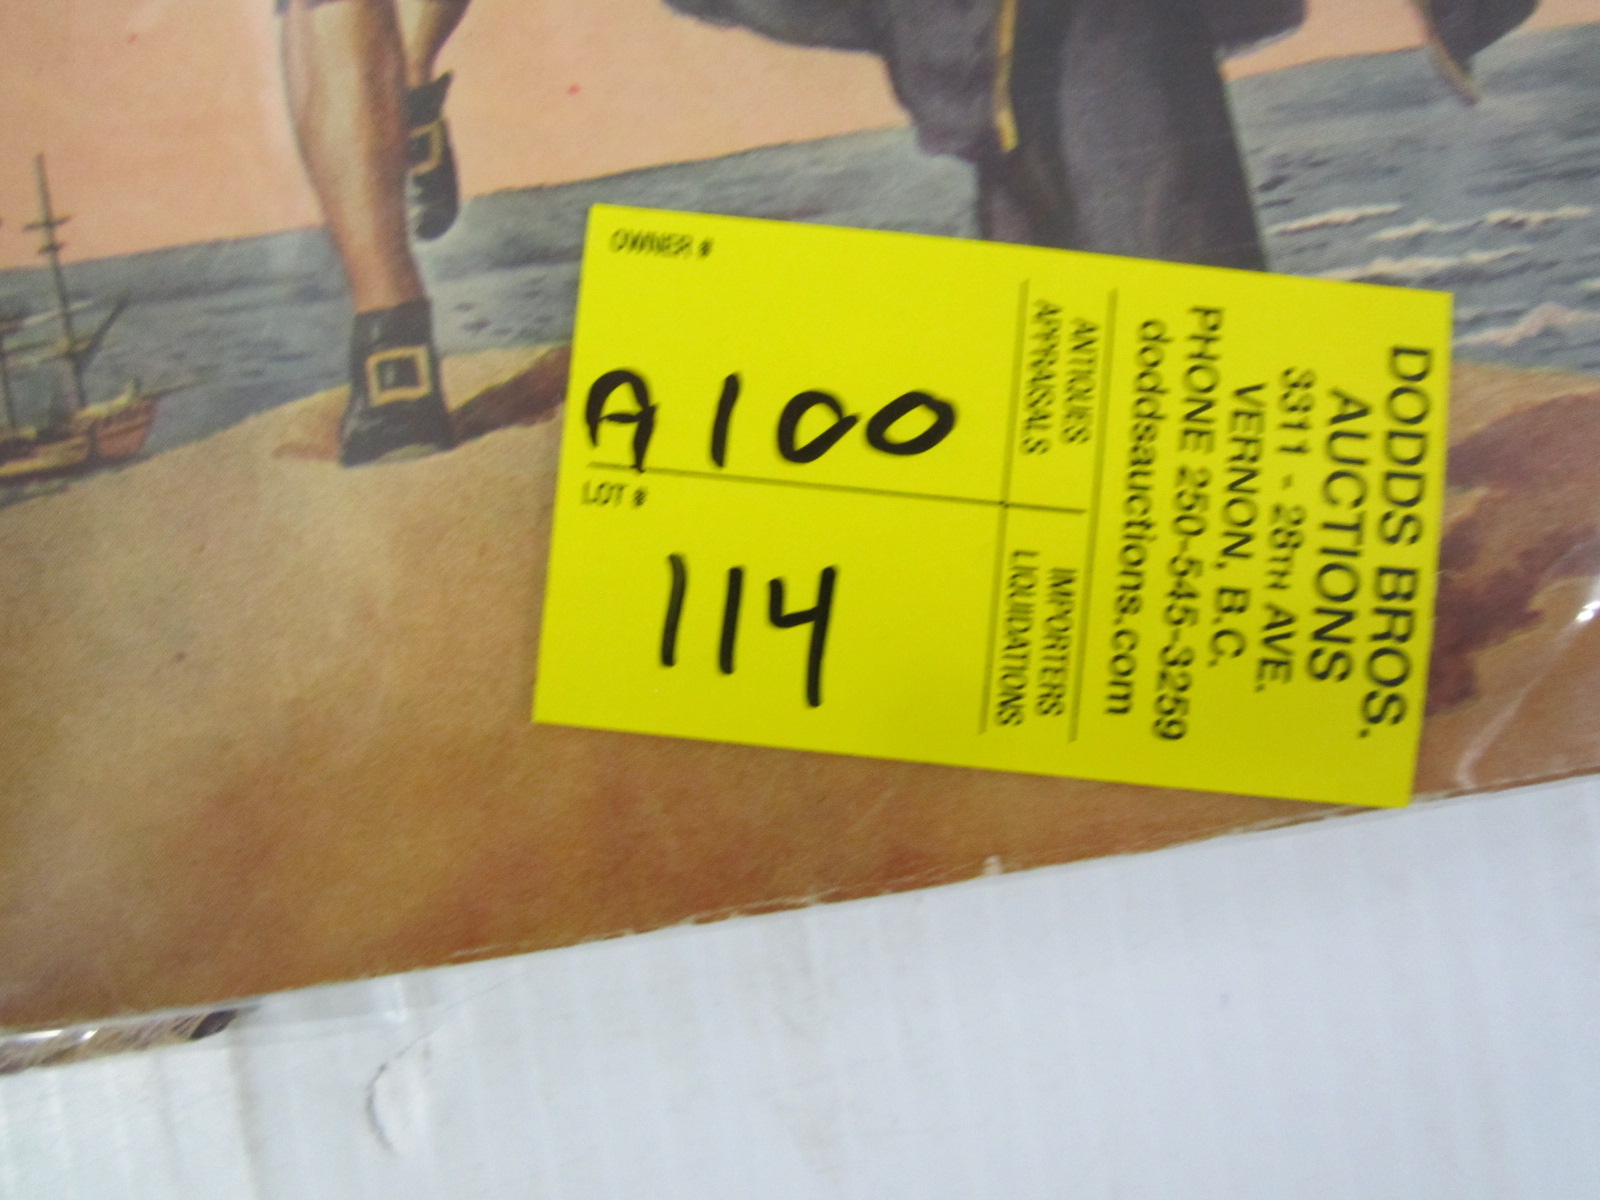 DODDS BROS.
AUCTIONS
3311 - 28TH AVE.
VERNON, B.C.
PHONE 250-545-3259
doddsauctions.com
ANTIQUES
APPRAISALS
IMPORTERS
LIQUIDATIONS
OWNER #
A100
LOT #
114